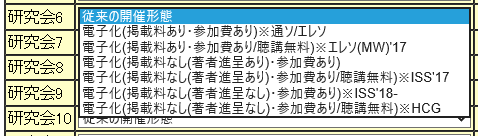 研究会6
従来の開催形態
電子化(掲載料あり・参加費あり)※通ソ/エレソ
研究会7
電子化(掲載料あり・参加費あり/聴講無料)※エレソ(MW)'17
研究会8
電子化(掲載料なし(著者進呈あり)・参加費あり)
電子化(掲載料なし(著者進呈あり)・参加費あり/聴講無料)※ISS'17
研究会9
電子化(掲載料なし(著者進呈なし)・参加費あり)※ISS'18-
電子化(掲載料なし(著者進呈なし)・参加費あり/聴講無料)※HCG
研究会10